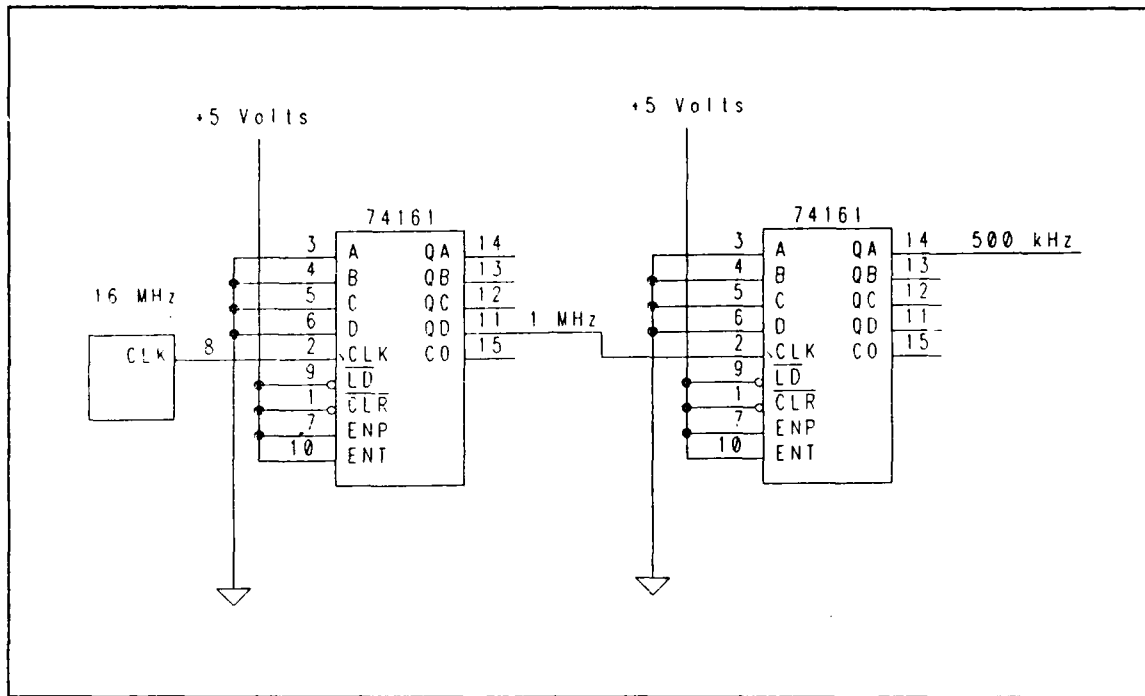 +5 Volts
+5 Volts
74161
74161
3 A QA 14
4 B QB 13
5 C QC 12
6 D QD 11 1 MHz
2 CLK CO 15
9 LD
1 CLR
7 ENP
10 ENT
16 MHz
CLK 8
3 A QA 14 500 kHz
4 B QB 13
5 C QC 12
6 D QD 11
2 CLK CO 15
9 LD
1 CLR
7 ENP
10 ENT